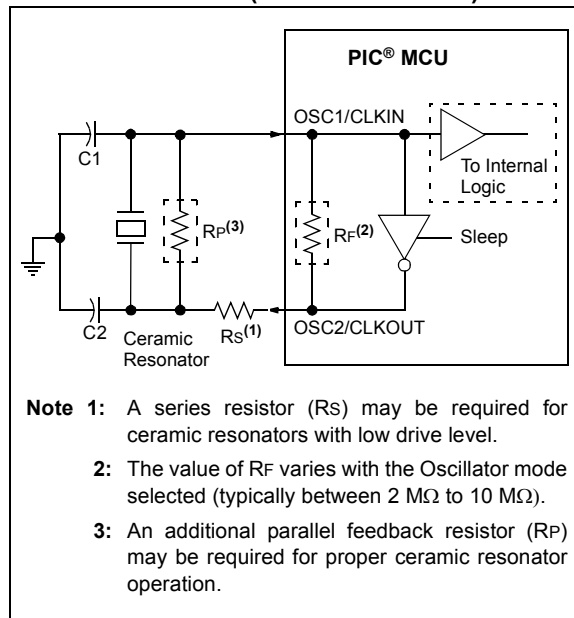 PIC® MCU
OSC1/CLKIN
C1
To Internal
Logic
RP(3)
RF(2)
Sleep
C2
Ceramic
Resonator
RS(1)
OSC2/CLKOUT
Note 1: A series resistor (RS) may be required for
ceramic resonators with low drive level.
2: The value of RF varies with the Oscillator mode
selected (typically between 2 MΩ to 10 MΩ).
3: An additional parallel feedback resistor (RP)
may be required for proper ceramic resonator
operation.